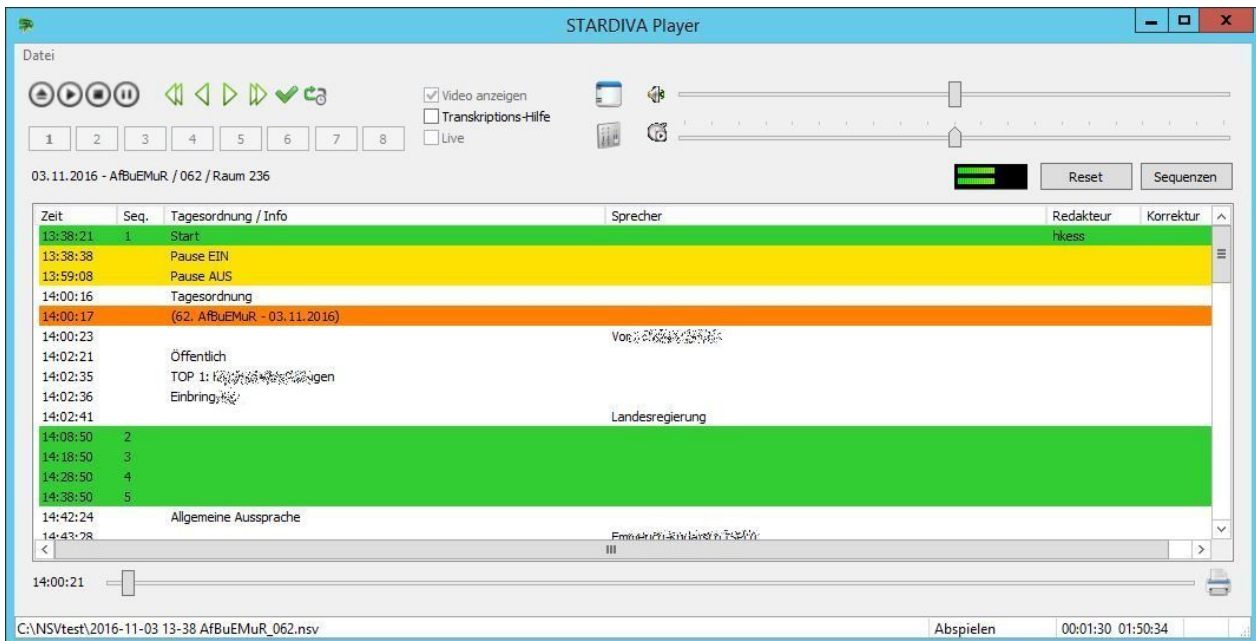 STARDIVA Player
Datei
Video anzeigen
Transkriptions-Hilfe
1 2 3 4 5 6 7 8 Live
03.11.2016 - AfBuEMuR / 062 / Raum 236 Reset Sequenzen
Zeit Seq. Tagesordnung / Info Sprecher Redakteur Korrektur
13:38:21 1 Start hkess
13:38:38 Pause EIN
13:59:08 Pause AUS
14:00:16 Tagesordnung
14:00:17 (62. AfBuEMuR - 03.11.2016)
14:00:23
14:02:21 Öffentlich
14:02:35 TOP 1:
14:02:36
14:02:41 Landesregierung
14:08:50 2
14:18:50 3
14:28:50 4
14:38:50 5
14:42:24 Allgemeine Aussprache
14:43:28
14:00:21
C:\NSVtest\2016-11-03 13-38 AfBuEMuR_062.nsv Abspielen 00:01:30 01:50:34